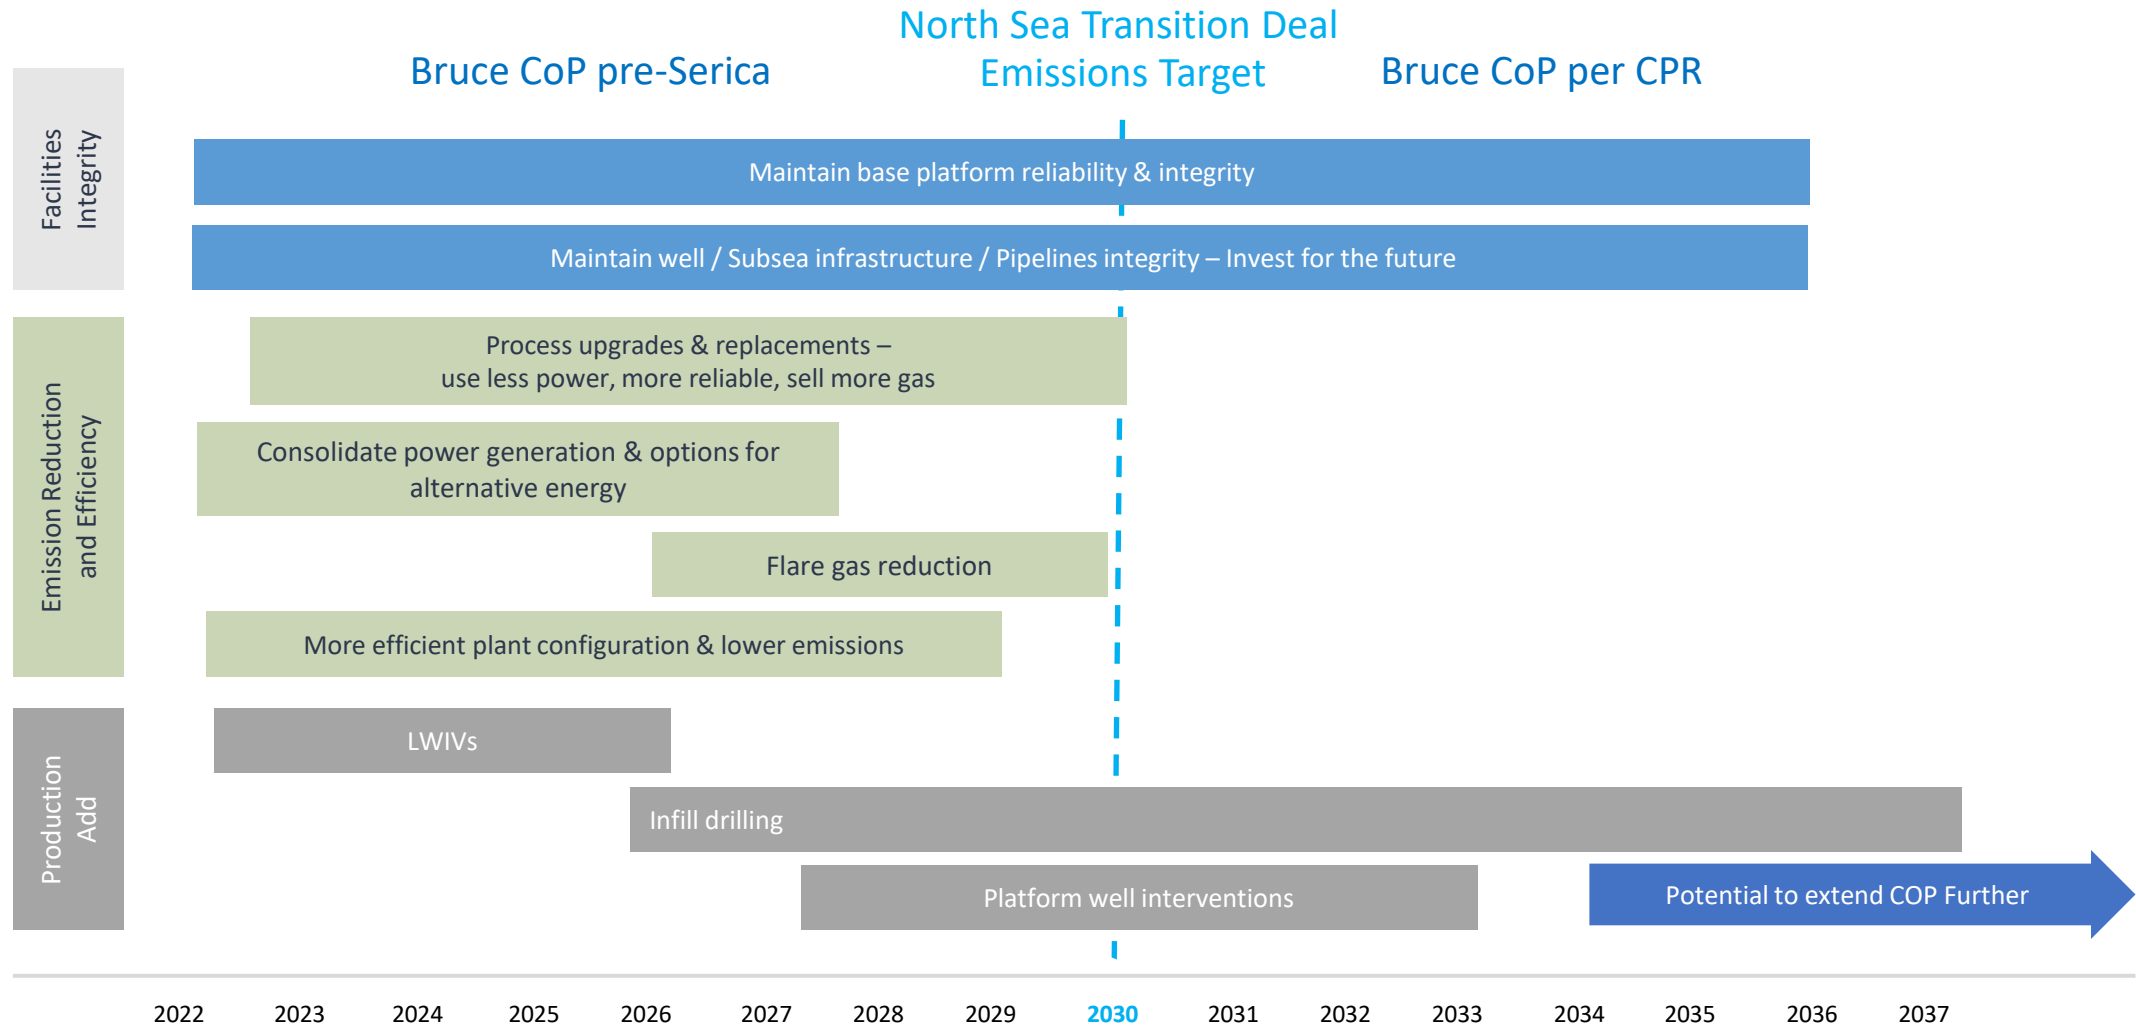 North Sea Transition Deal
Emissions Target
Bruce CoP pre-Serica
Bruce CoP per CPR
Facilities
Integrity
Maintain base platform reliability & integrity
Maintain well / Subsea infrastructure / Pipelines integrity – Invest for the future
Emission Reduction
and Efficiency
Process upgrades & replacements –
use less power, more reliable, sell more gas
Consolidate power generation & options for
alternative energy
Flare gas reduction
More efficient plant configuration & lower emissions
Production
Add
LWIVs
Infill drilling
Platform well interventions
Potential to extend COP Further
2022 2023 2024 2025 2026 2027 2028 2029 2030 2031 2032 2033 2034 2035 2036 2037